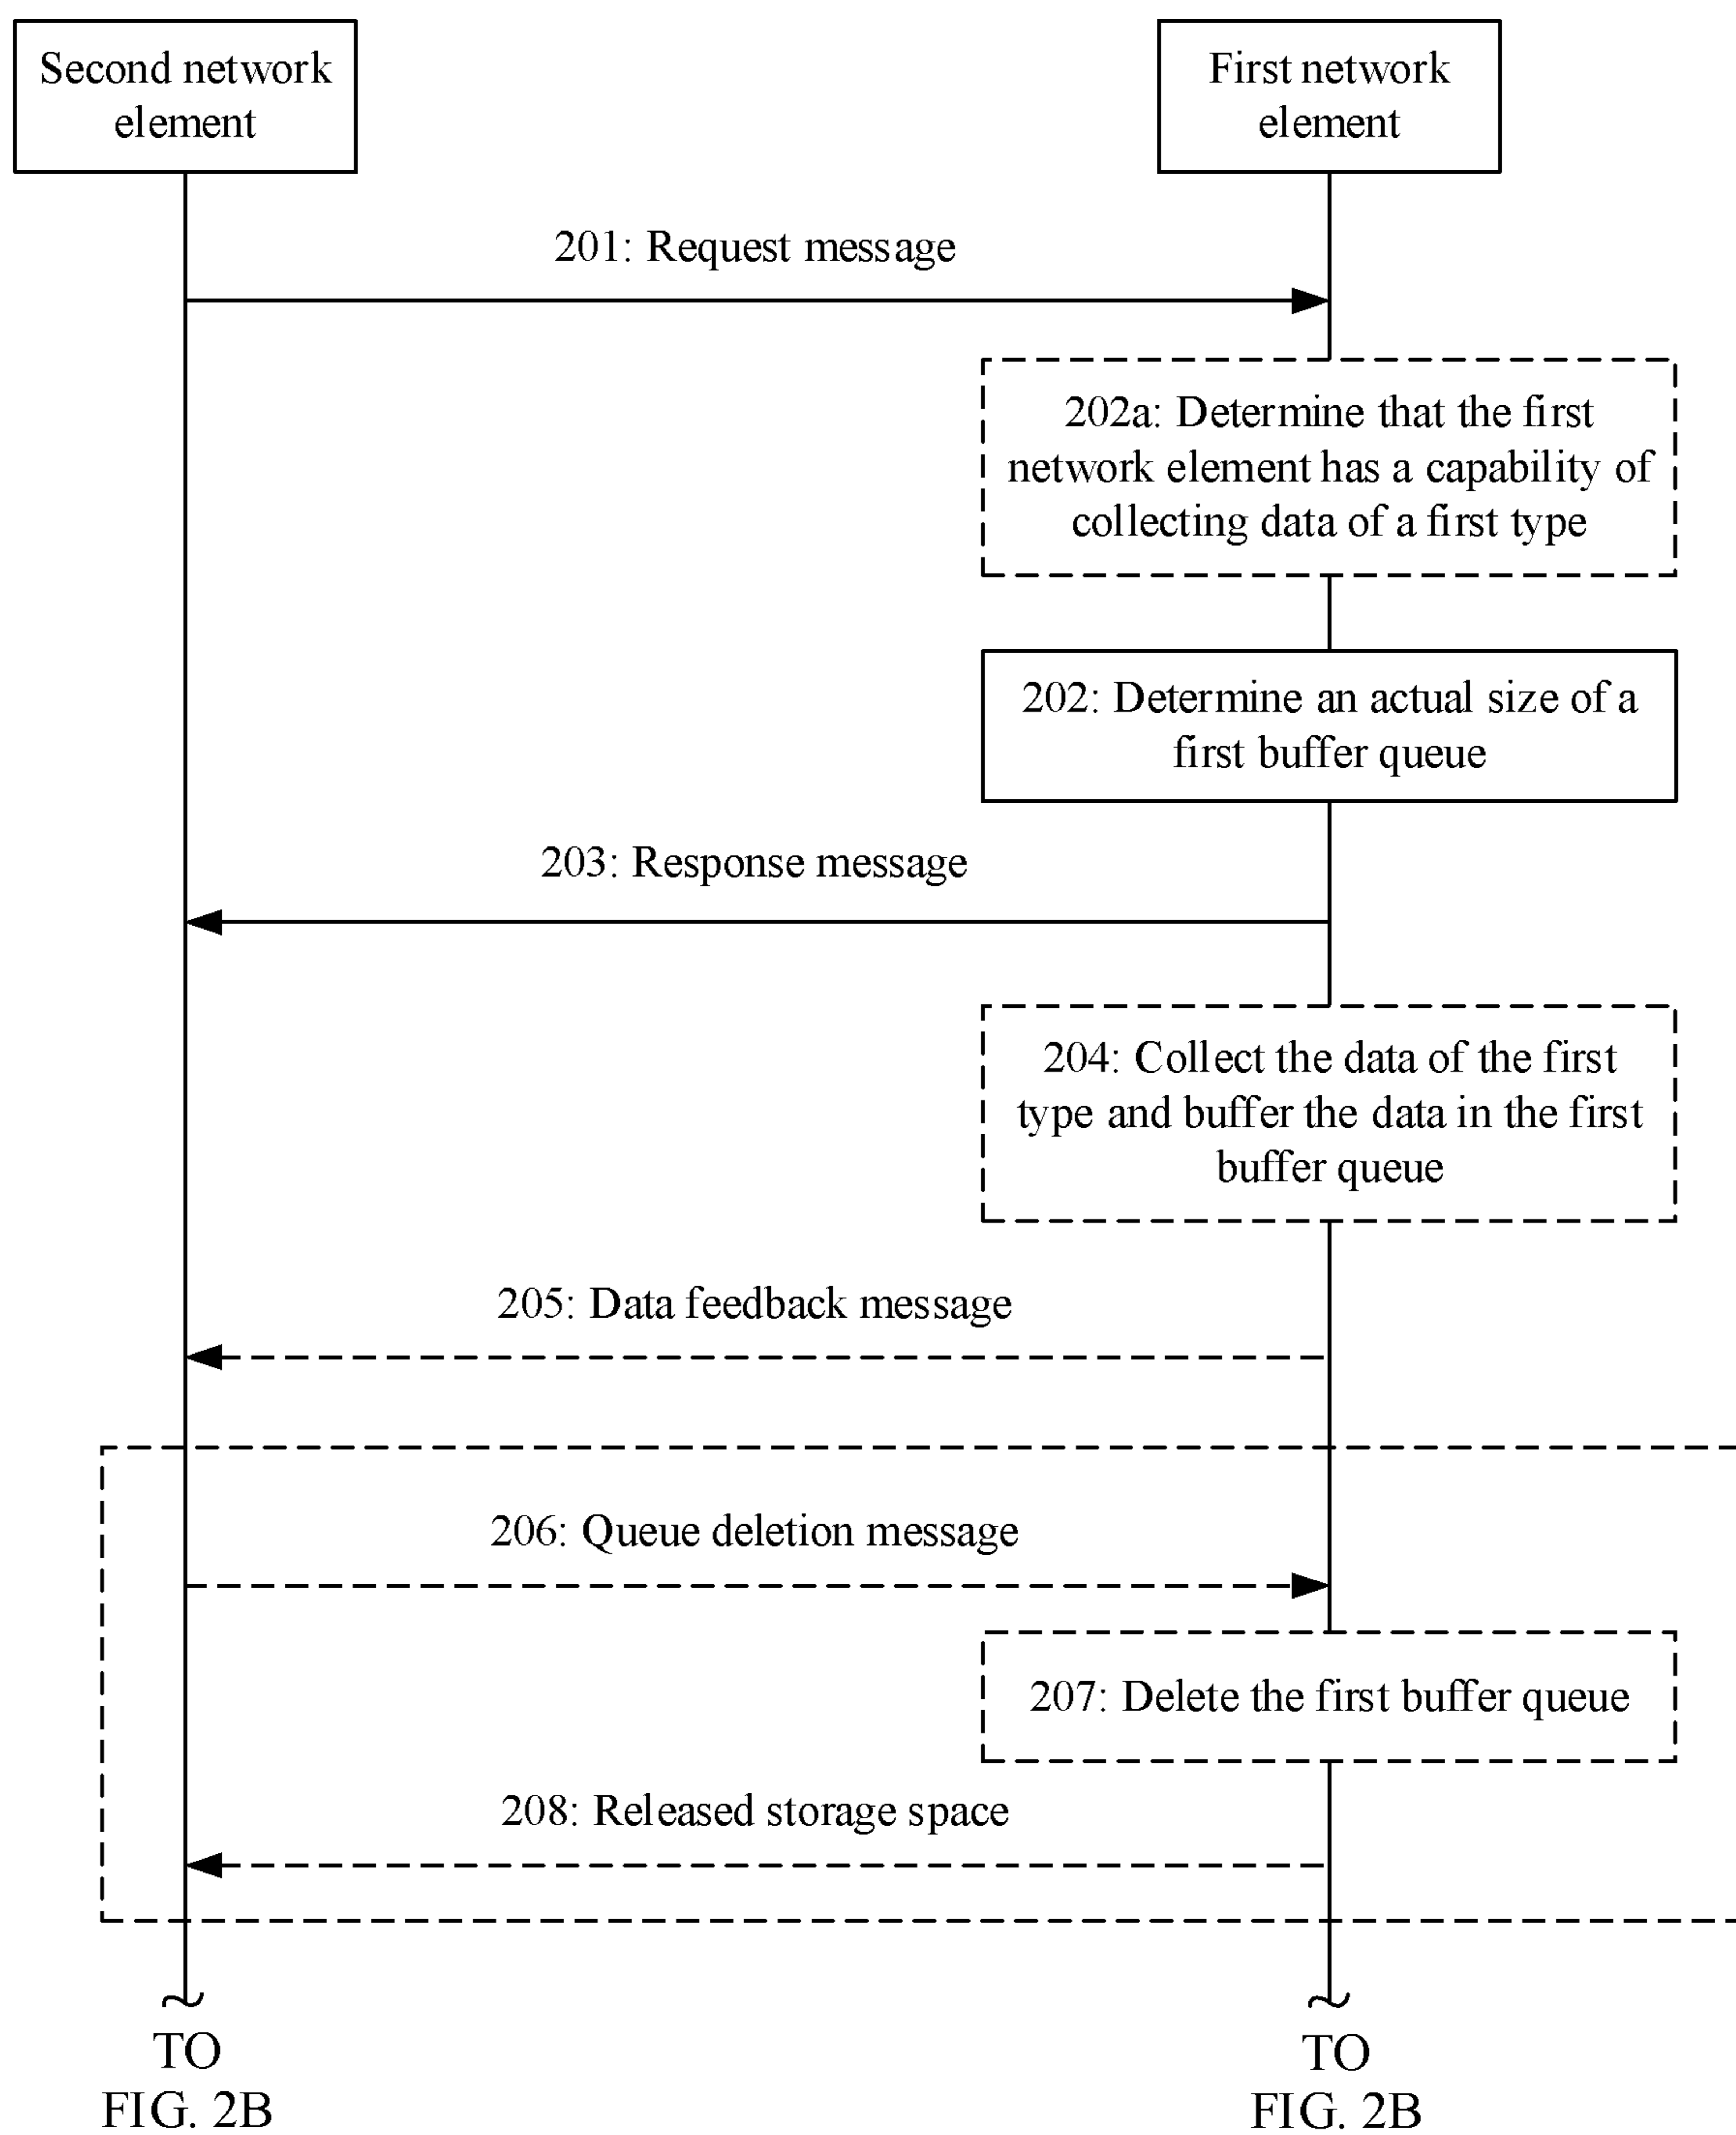 Second network
element
First network
element
201: Request message
202a: Determine that the first
network element has a capability of
collecting data of a first type
202: Determine an actual size of a
first buffer queue
203: Response message
204: Collect the data of the first
type and buffer the data in the first
buffer queue
205: Data feedback message
206: Queue deletion message
207: Delete the first buffer queue
208: Released storage space
TO
FIG. 2B
TO
FIG. 2B